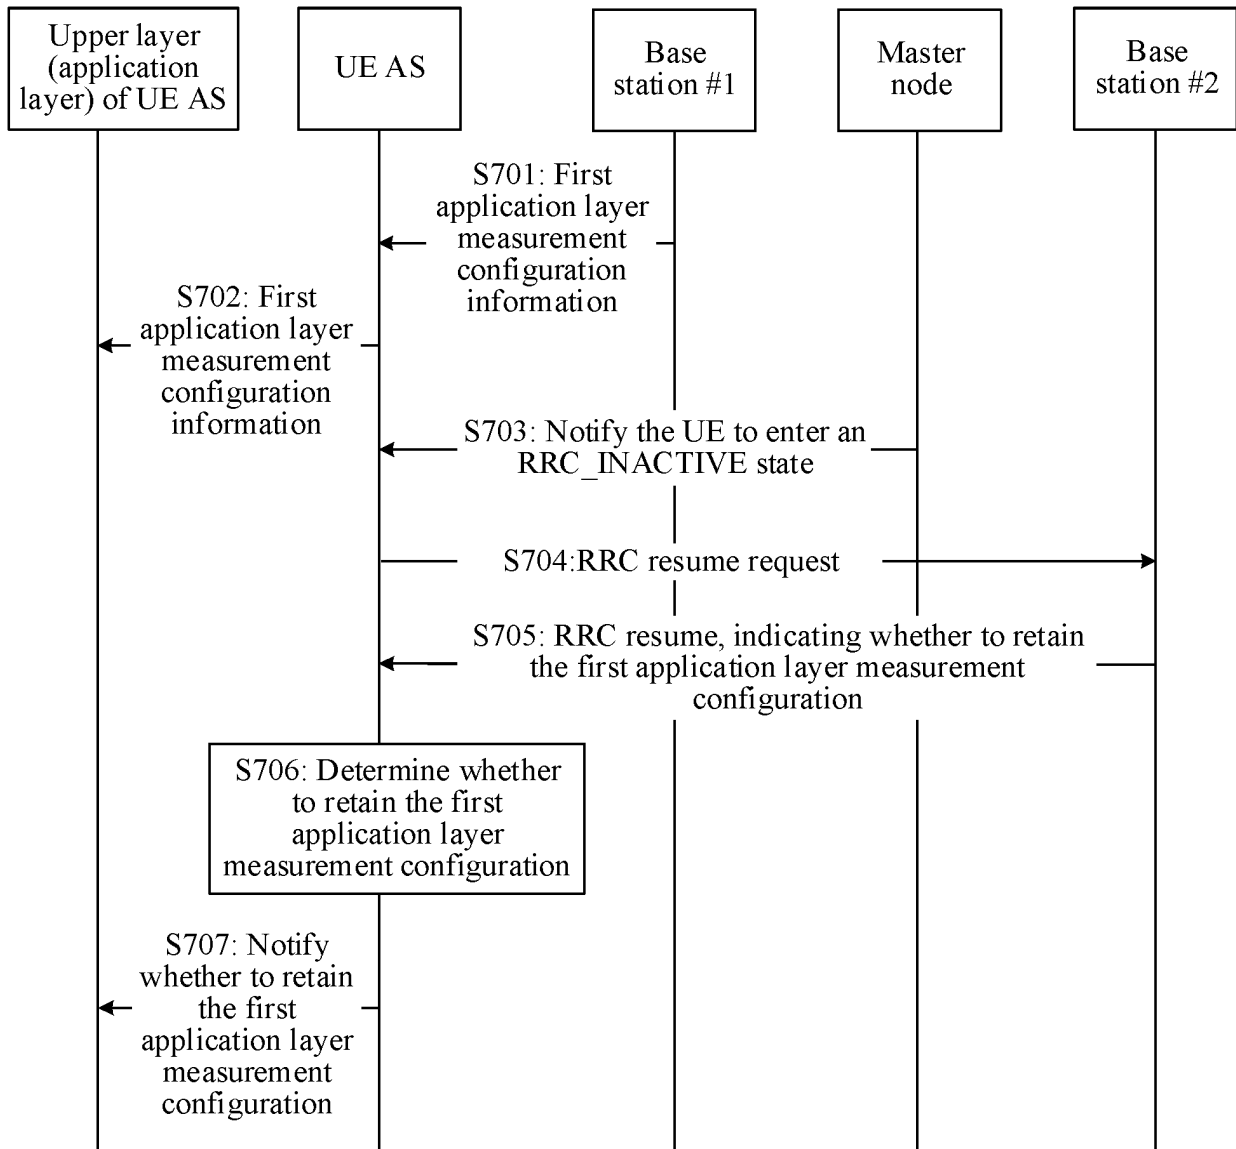 Upper layer
(application
layer) of UE AS
UE AS
Base
station #1
Master
node
Base
station #2
S701: First
application layer
measurement
configuration
information
S702: First
application layer
measurement
configuration
information
S703: Notify the UE to enter an
RRC_INACTIVE state
S704:RRC resume request
S705: RRC resume, indicating whether to retain
the first application layer measurement
configuration
S706: Determine whether
to retain the first
application layer
measurement configuration
S707: Notify
whether to retain
the first
application layer
measurement
configuration